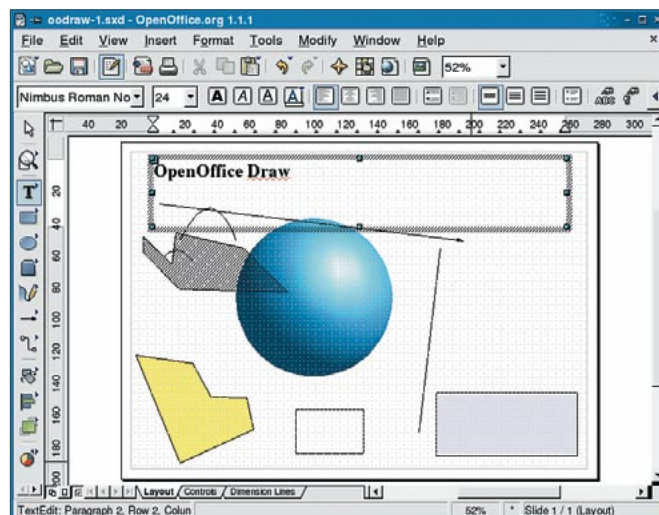 oodraw-1.sxd - OpenOffice.org 1.1.1
File Edit View Insert Format Tools Modify Window Help
52%
Nimbus Roman No 24 A A A A ABC
40 20 20 40 60 80 100 120 140 160 180 200 220 240 260 280 300
20
40
60
80
100
120
140
160
180
200
T
OpenOffice Draw
Layout Controls Dimension Lines
TextEdit: Paragraph 2, Row 2, Colun 52% * Slide 1 / 1 (Layout)